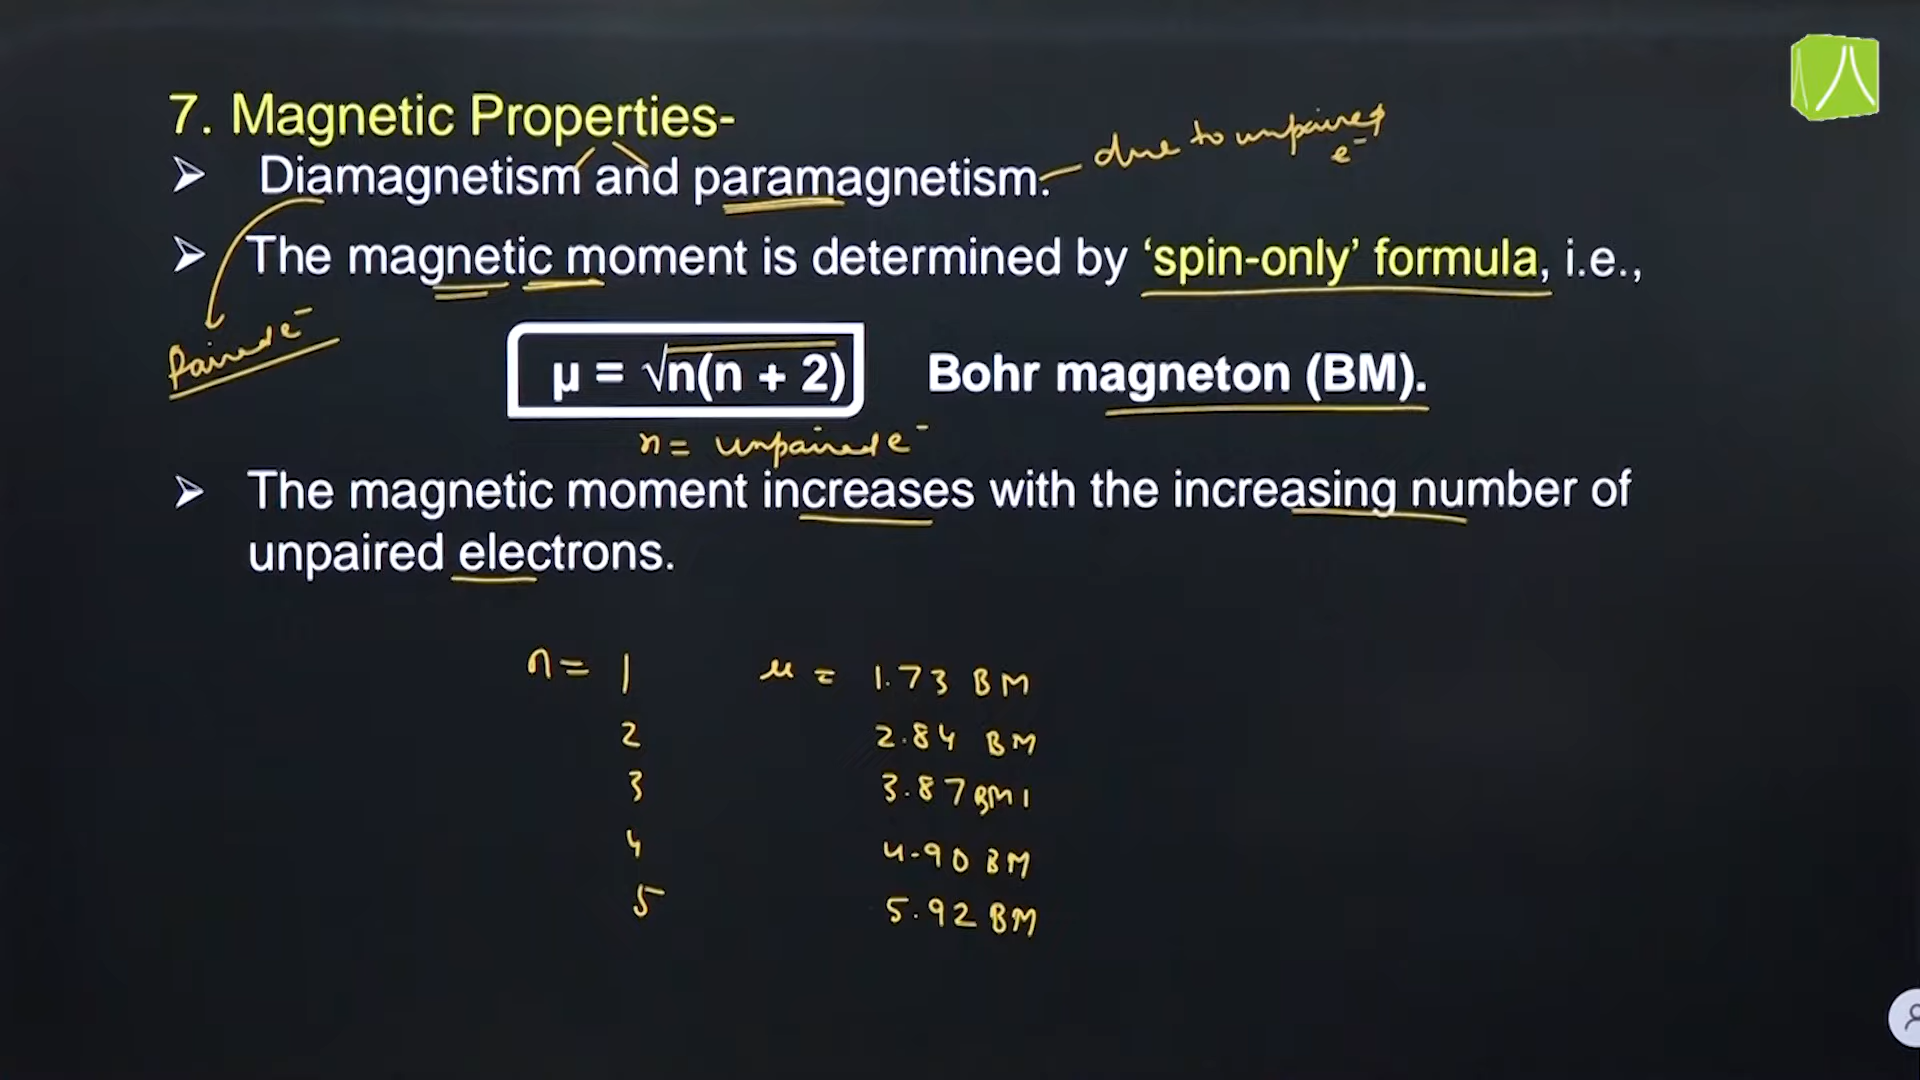 7. Magnetic Properties-
➤ Diamagnetism and paramagnetism. – due to unpaired e⁻
➤ The magnetic moment is determined by ‘spin-only’ formula, i.e.,
Paired e⁻
μ = √n(n + 2) Bohr magneton (BM).
n = unpaired e⁻
➤ The magnetic moment increases with the increasing number of
unpaired electrons.
n = 1 μ = 1.73 BM
2 2.84 BM
3 3.87 BM
4 4.90 BM
5 5.92 BM